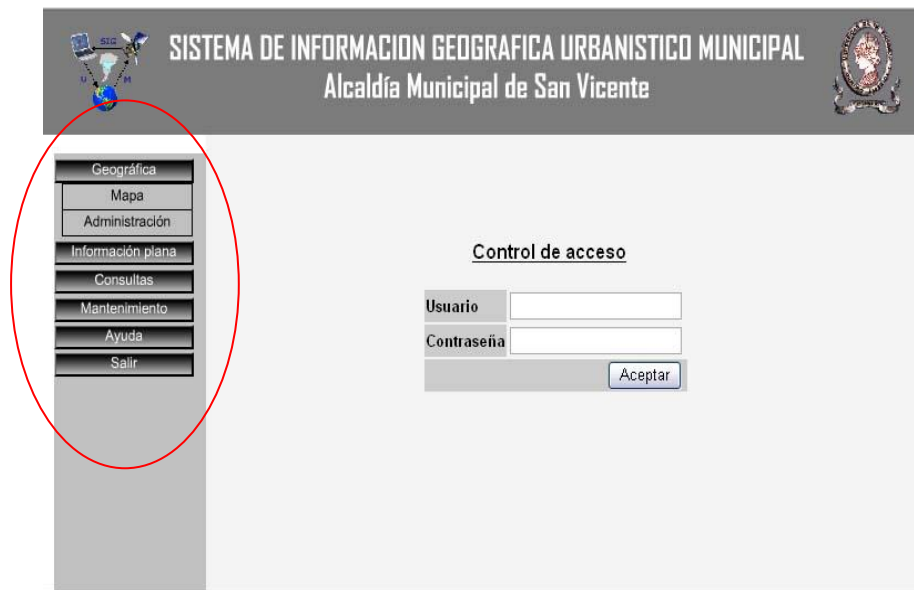 SIG
U
M
SISTEMA DE INFORMACION GEOGRAFICA URBANISTICO MUNICIPAL
Alcaldía Municipal de San Vicente
Geográfica
Mapa
Administración
Información plana
Consultas
Mantenimiento
Ayuda
Salir
Control de acceso
Usuario
Contraseña
Aceptar